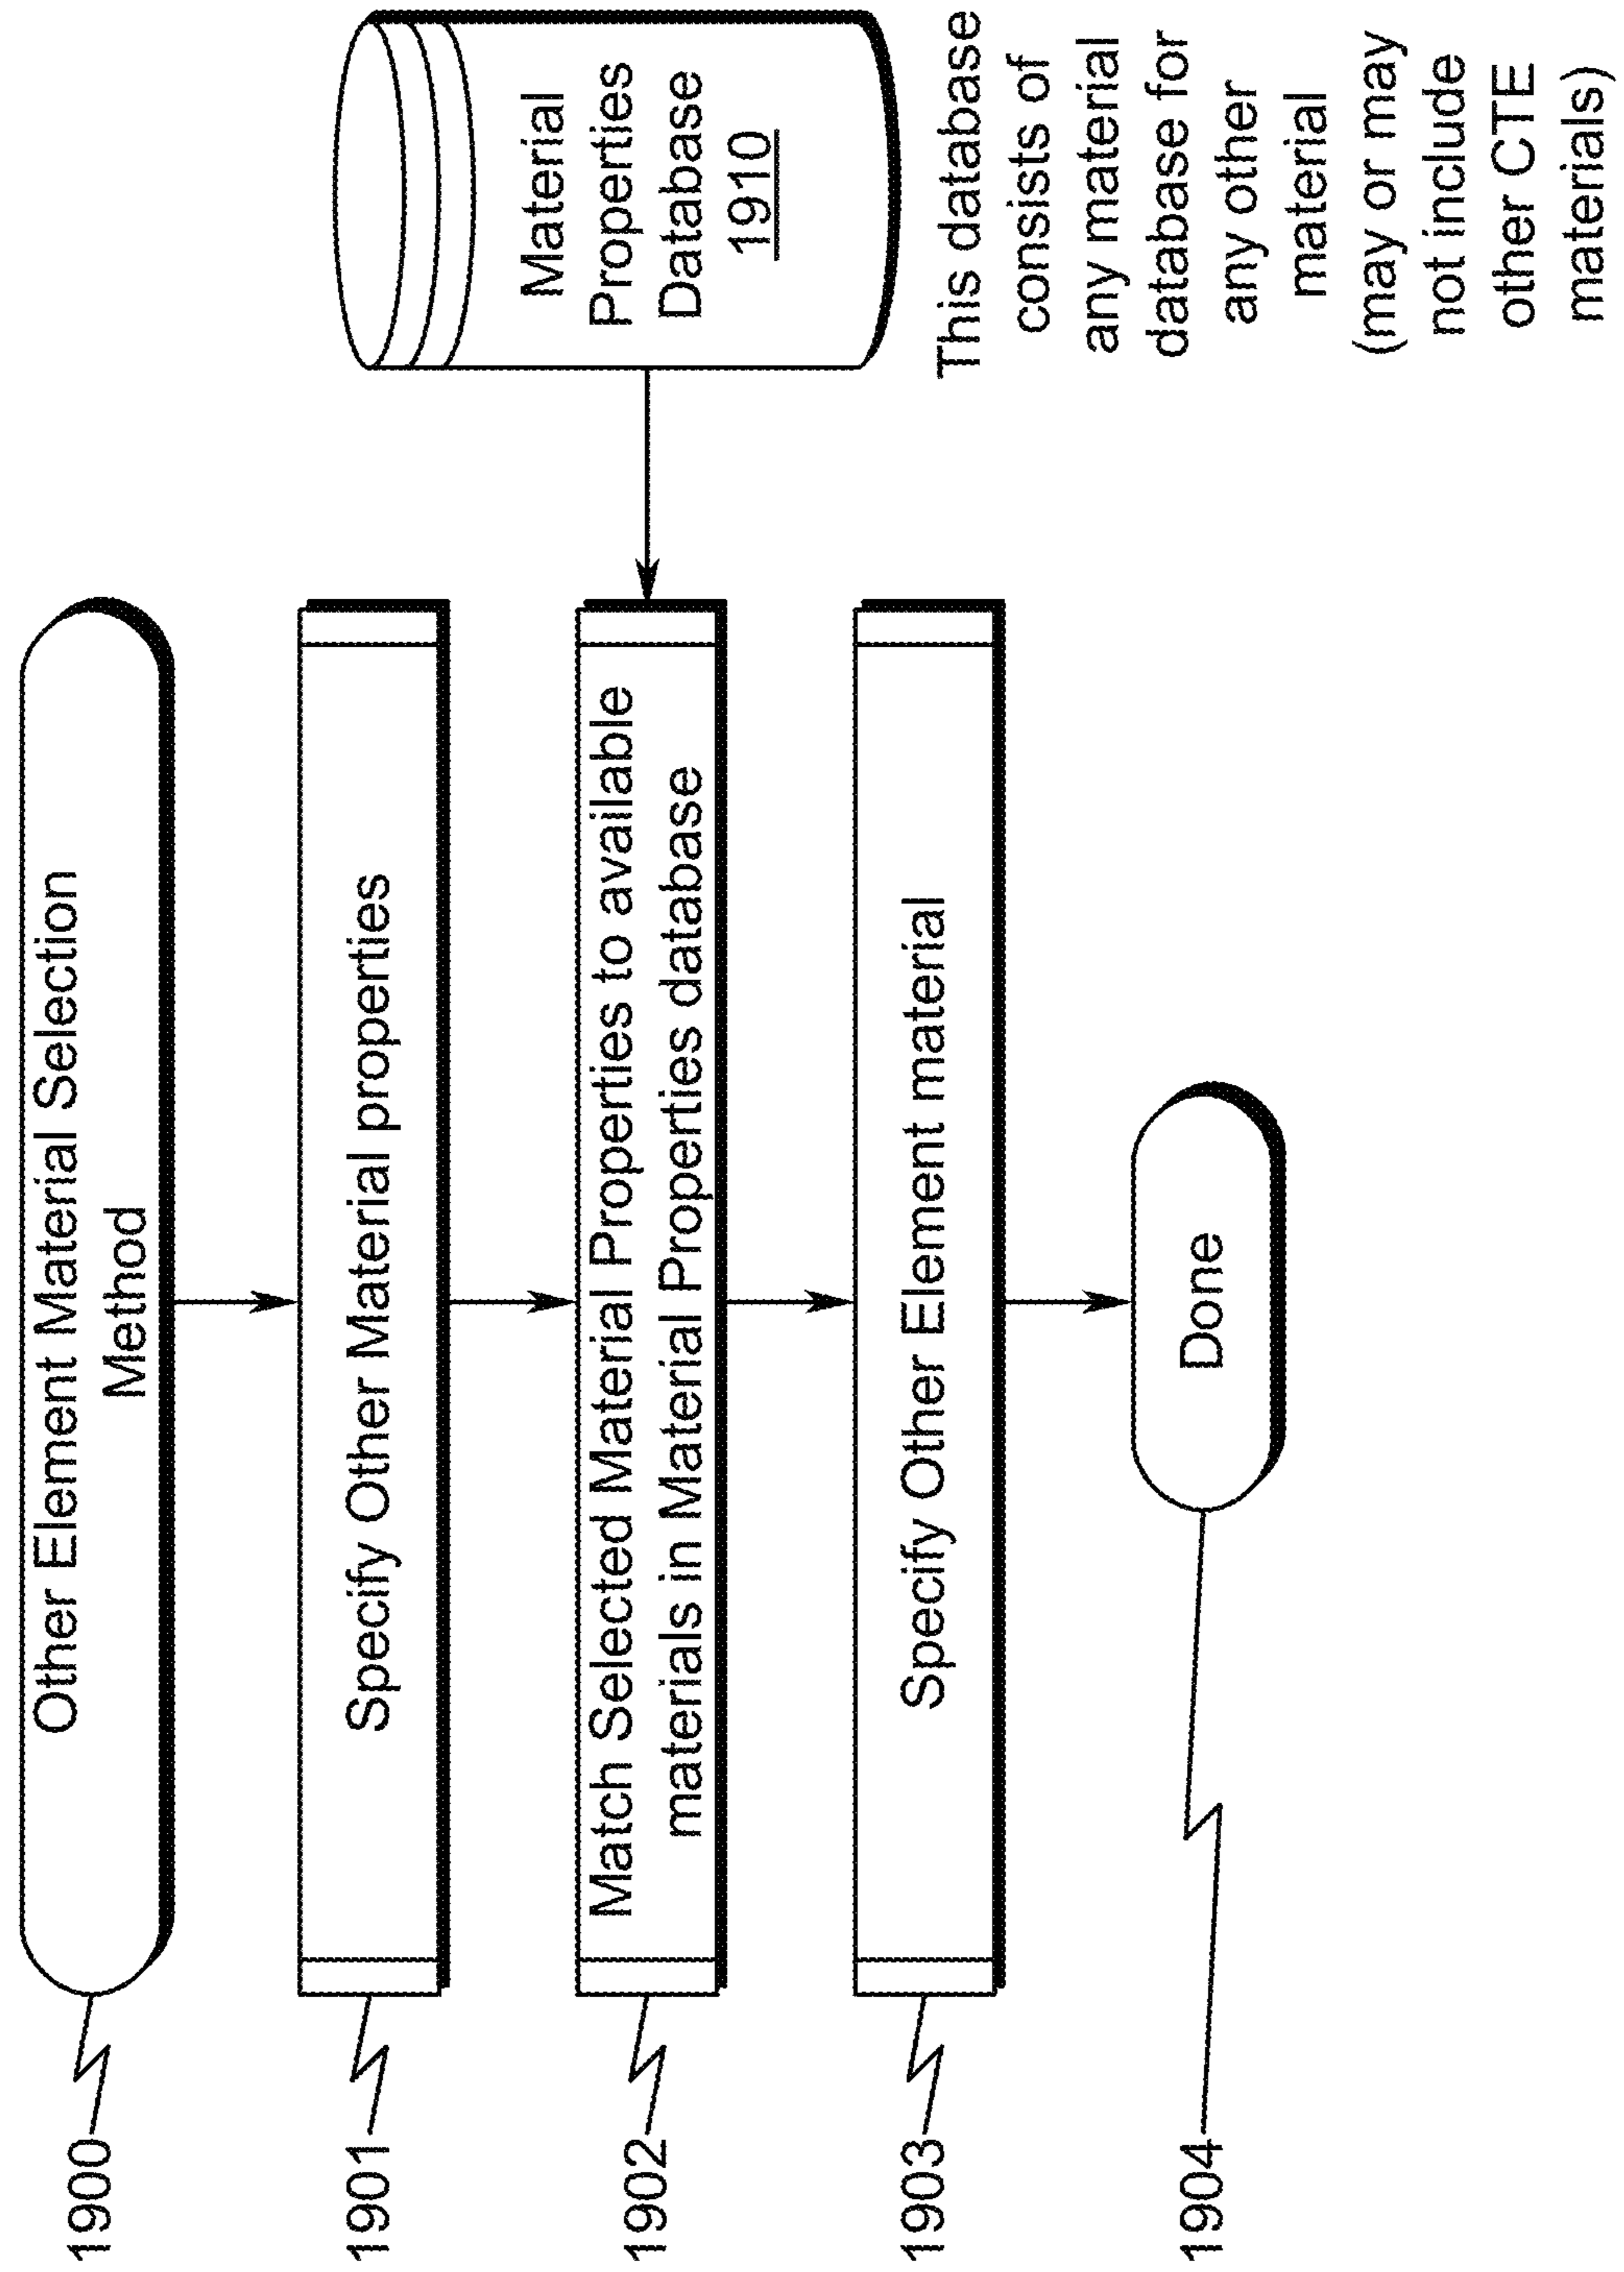 1900
Other Element Material Selection
Method
1901
Specify Other Material properties
1902
Match Selected Material Properties to available
materials in Material Properties database
1903
Specify Other Element material
1904
Done
Material
Properties
Database
1910
This database
consists of
any material
database for
any other
material
(may or may
not include
other CTE
materials)